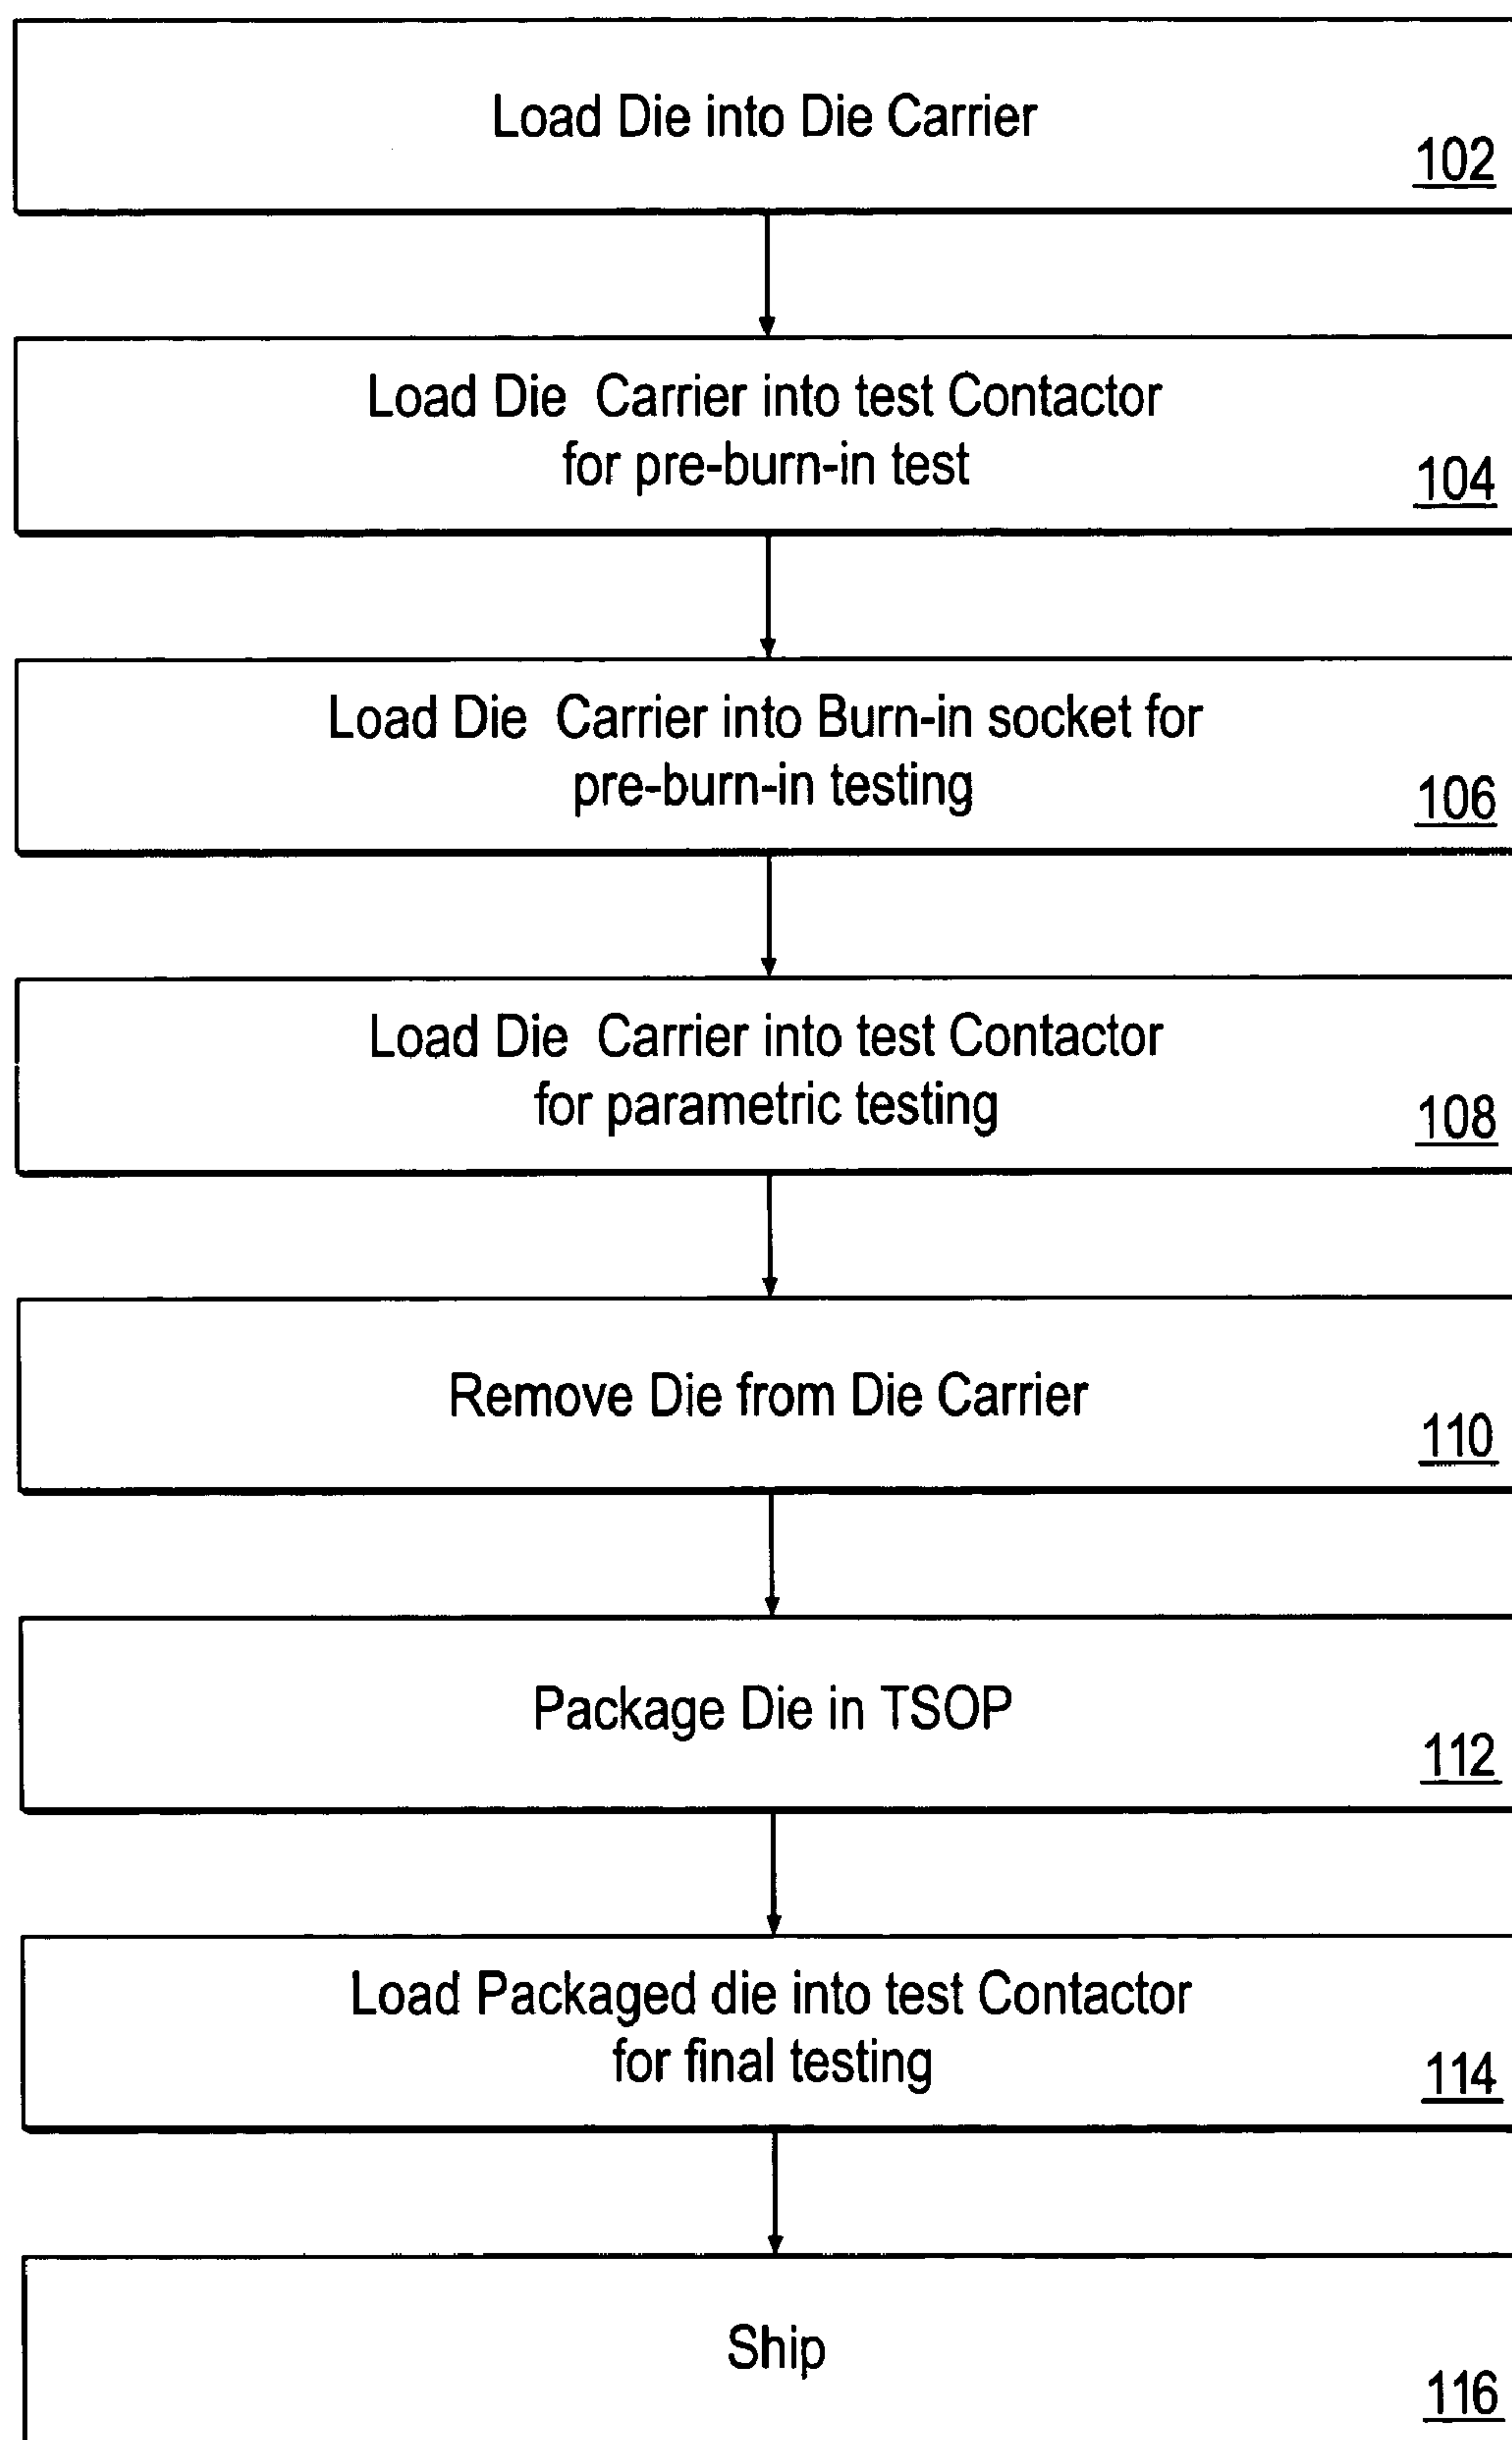 Load Die into Die Carrier
102
Load Die Carrier into test Contactor
for pre-burn-in test
104
Load Die Carrier into Burn-in socket for
pre-burn-in testing
106
Load Die Carrier into test Contactor
for parametric testing
108
Remove Die from Die Carrier
110
Package Die in TSOP
112
Load Packaged die into test Contactor
for final testing
114
Ship
116